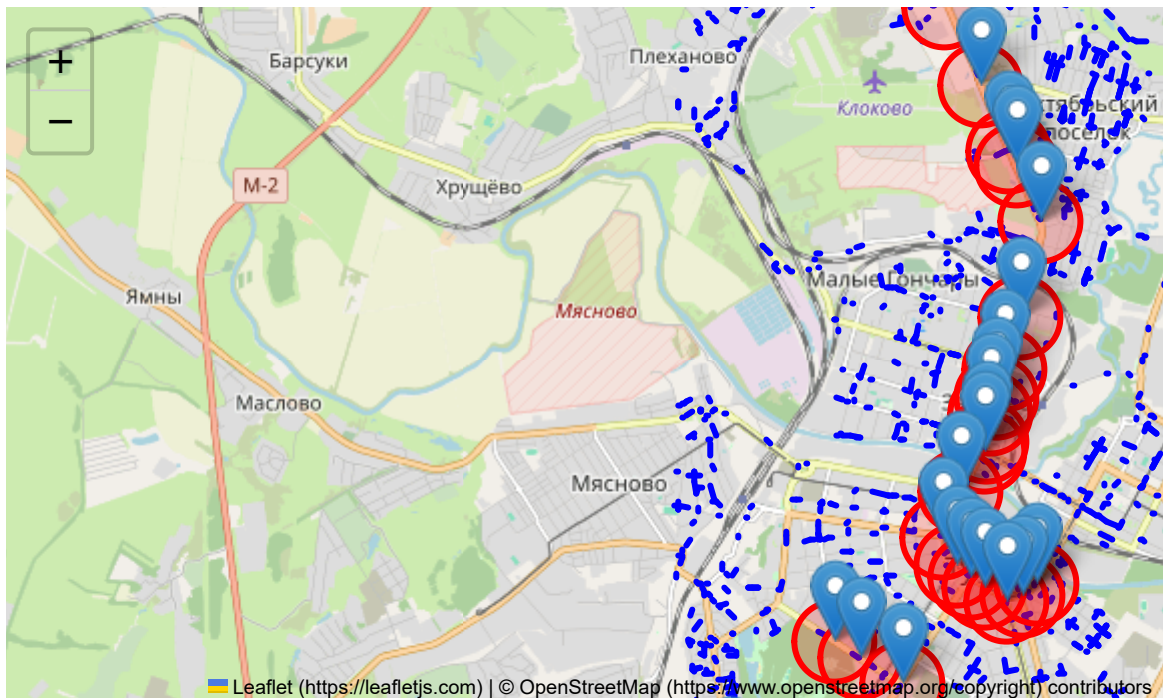 +
Барсуки
Плеханово
−
Клоково
ктябрьский
поселок
М-2
Хрущёво
Малые Гончары
Ямны
Мясново
Маслово
Мясново
Leaflet (https://leafletjs.com) | © OpenStreetMap (https://www.openstreetmap.org/copyright) contributors